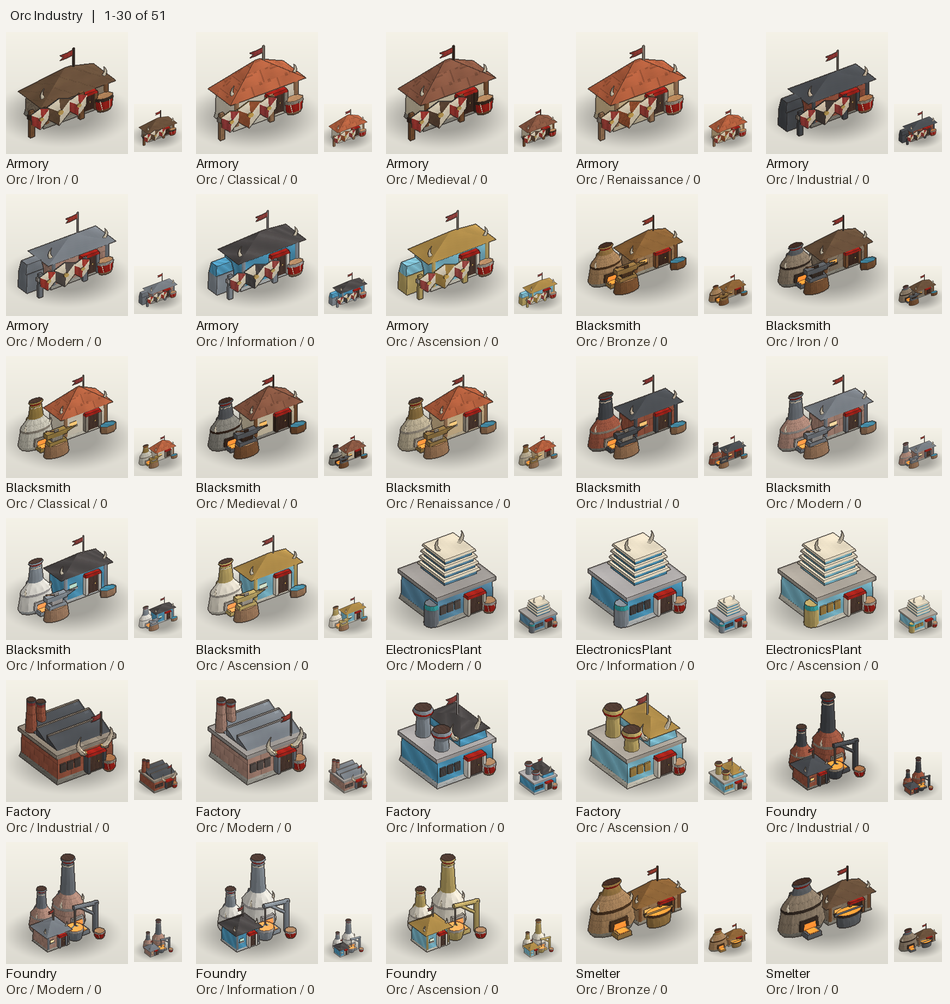 Orc Industry | 1-30 of 51
Armory
Orc / Iron / 0
Armory
Orc / Classical / 0
Armory
Orc / Medieval / 0
Armory
Orc / Renaissance / 0
Armory
Orc / Industrial / 0
Armory
Orc / Modern / 0
Armory
Orc / Information / 0
Armory
Orc / Ascension / 0
Blacksmith
Orc / Bronze / 0
Blacksmith
Orc / Iron / 0
Blacksmith
Orc / Classical / 0
Blacksmith
Orc / Medieval / 0
Blacksmith
Orc / Renaissance / 0
Blacksmith
Orc / Industrial / 0
Blacksmith
Orc / Modern / 0
Blacksmith
Orc / Information / 0
Blacksmith
Orc / Ascension / 0
ElectronicsPlant
Orc / Modern / 0
ElectronicsPlant
Orc / Information / 0
ElectronicsPlant
Orc / Ascension / 0
Factory
Orc / Industrial / 0
Factory
Orc / Modern / 0
Factory
Orc / Information / 0
Factory
Orc / Ascension / 0
Foundry
Orc / Industrial / 0
Foundry
Orc / Modern / 0
Foundry
Orc / Information / 0
Foundry
Orc / Ascension / 0
Smelter
Orc / Bronze / 0
Smelter
Orc / Iron / 0